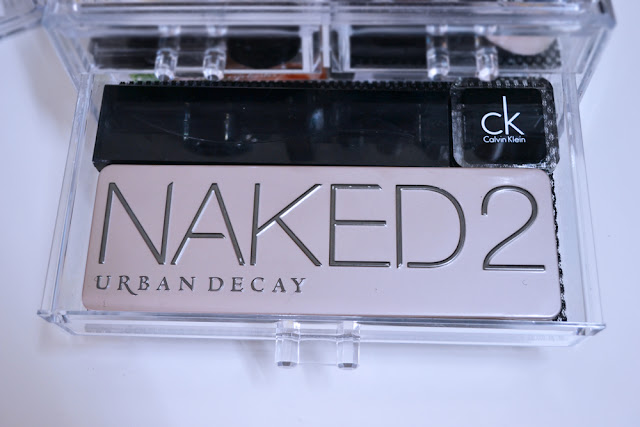 ck
Calvin Klein
NAKED2
URBAN DECAY